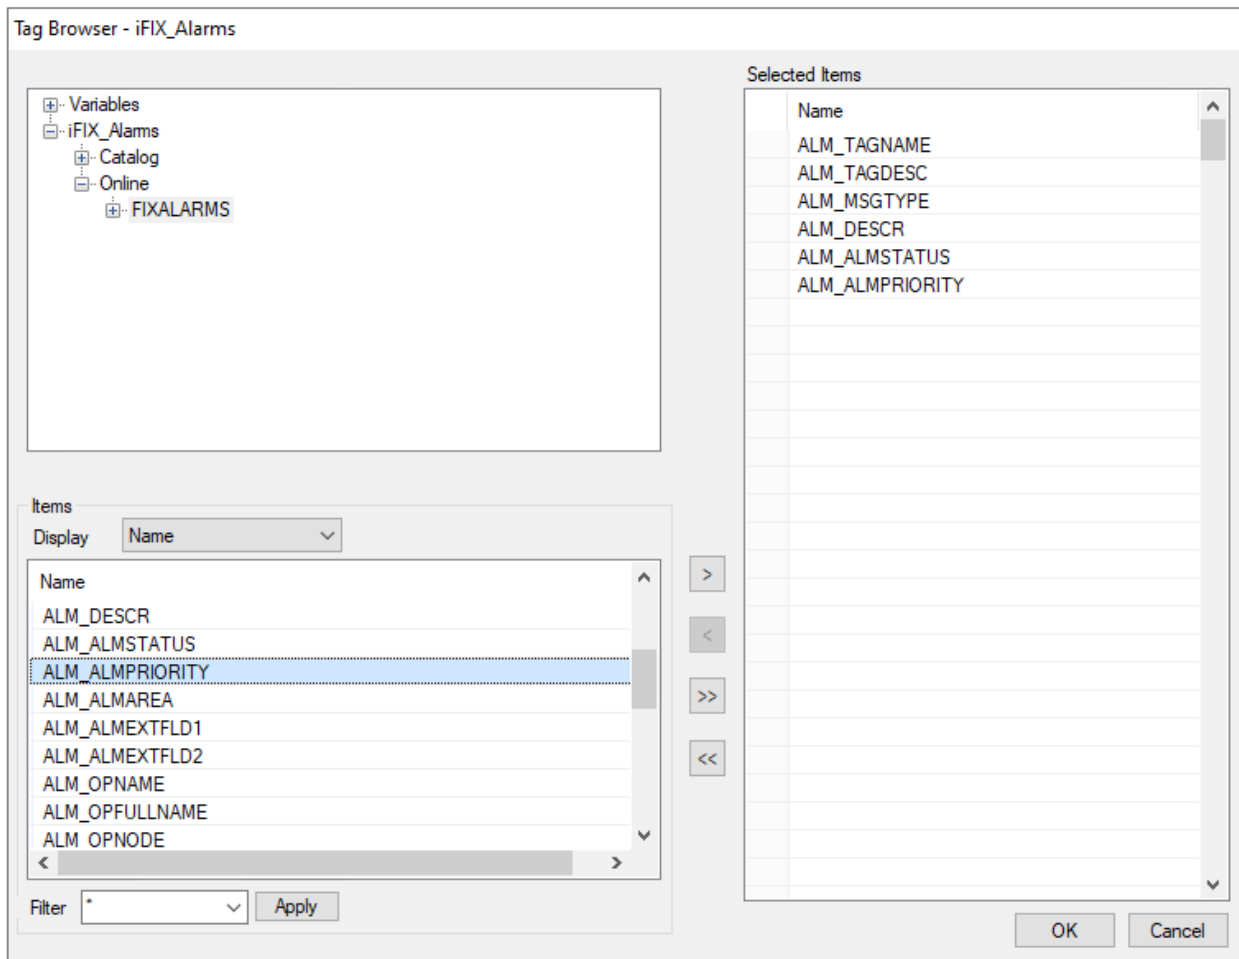 Tag Browser - iFIX_Alarms
Variables
iFIX_Alarms
Catalog
Online
FIXALARMS
Items
Display Name
Name
ALM_DESCR
ALM_ALMSTATUS
ALM_ALMPRIORITY
ALM_ALMAREA
ALM_ALMEXTFLD1
ALM_ALMEXTFLD2
ALM_OPNAME
ALM_OPFULLNAME
ALM_OPNODE
Filter * Apply
>
<
>>
<<
Selected Items
Name
ALM_TAGNAME
ALM_TAGDESC
ALM_MSGTYPE
ALM_DESCR
ALM_ALMSTATUS
ALM_ALMPRIORITY
OK Cancel